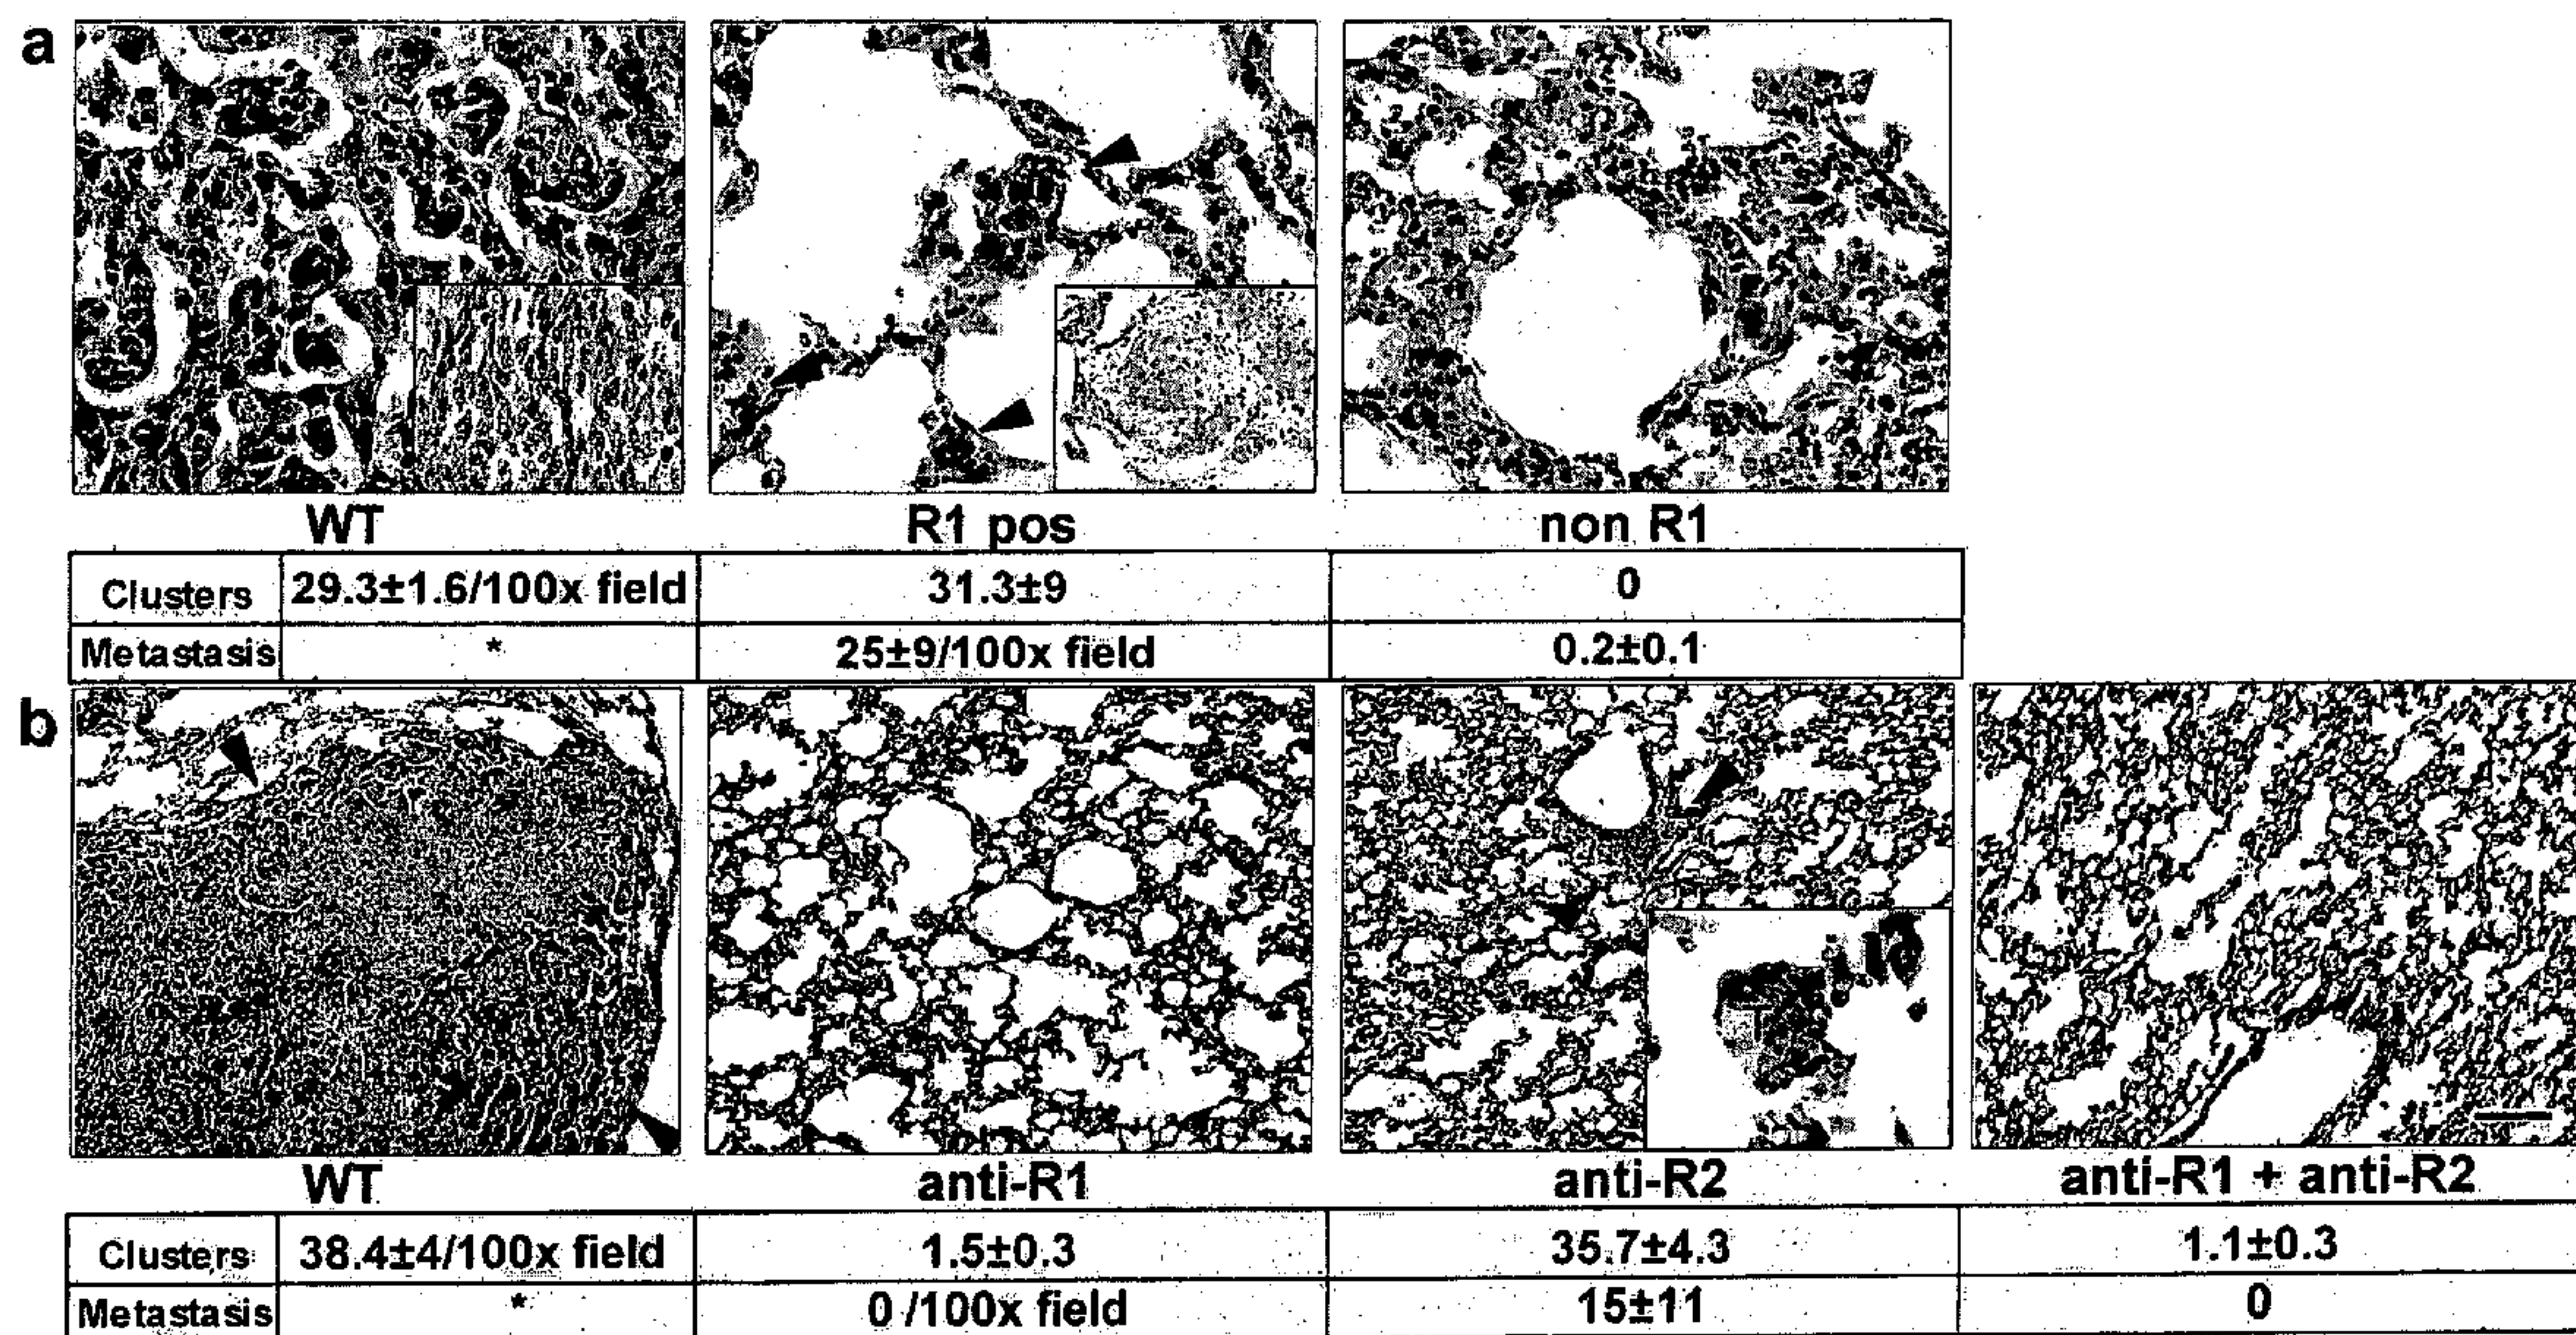 a
WT R1 pos non R1
Clusters 29.3±1.6/100x field 31.3±9 0
Metastasis * 25±9/100x field 0.2±0.1
b
WT anti-R1 anti-R2 anti-R1 + anti-R2
Clusters 38.4±4/100x field 1.5±0.3 35.7±4.3 1.1±0.3
Metastasis * 0 /100x field 15±11 0